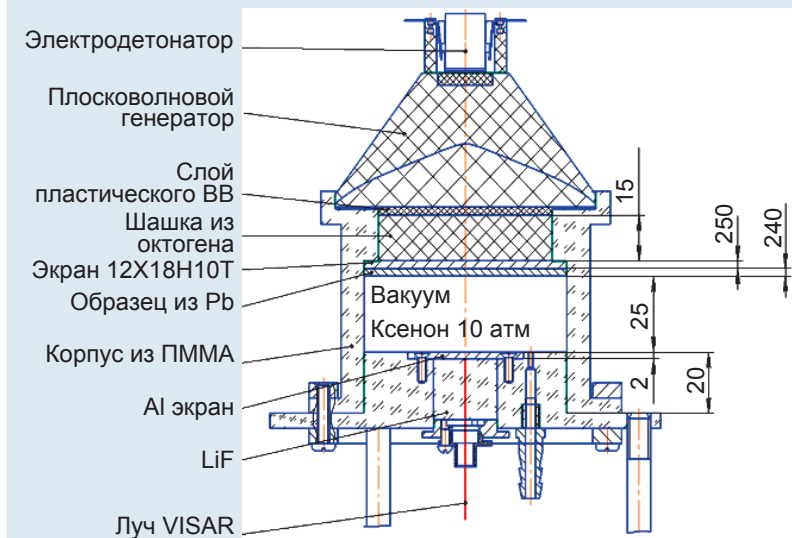 Электродетонатор
Плосковолновой
генератор
Слой
пластического ВВ
Шашка из
октогена
Экран 12Х18Н10Т
Образец из Pb
Корпус из ПММА
Al экран
LiF
Луч VISAR
Вакуум
Ксенон 10 атм
15
250
240
25
2
20